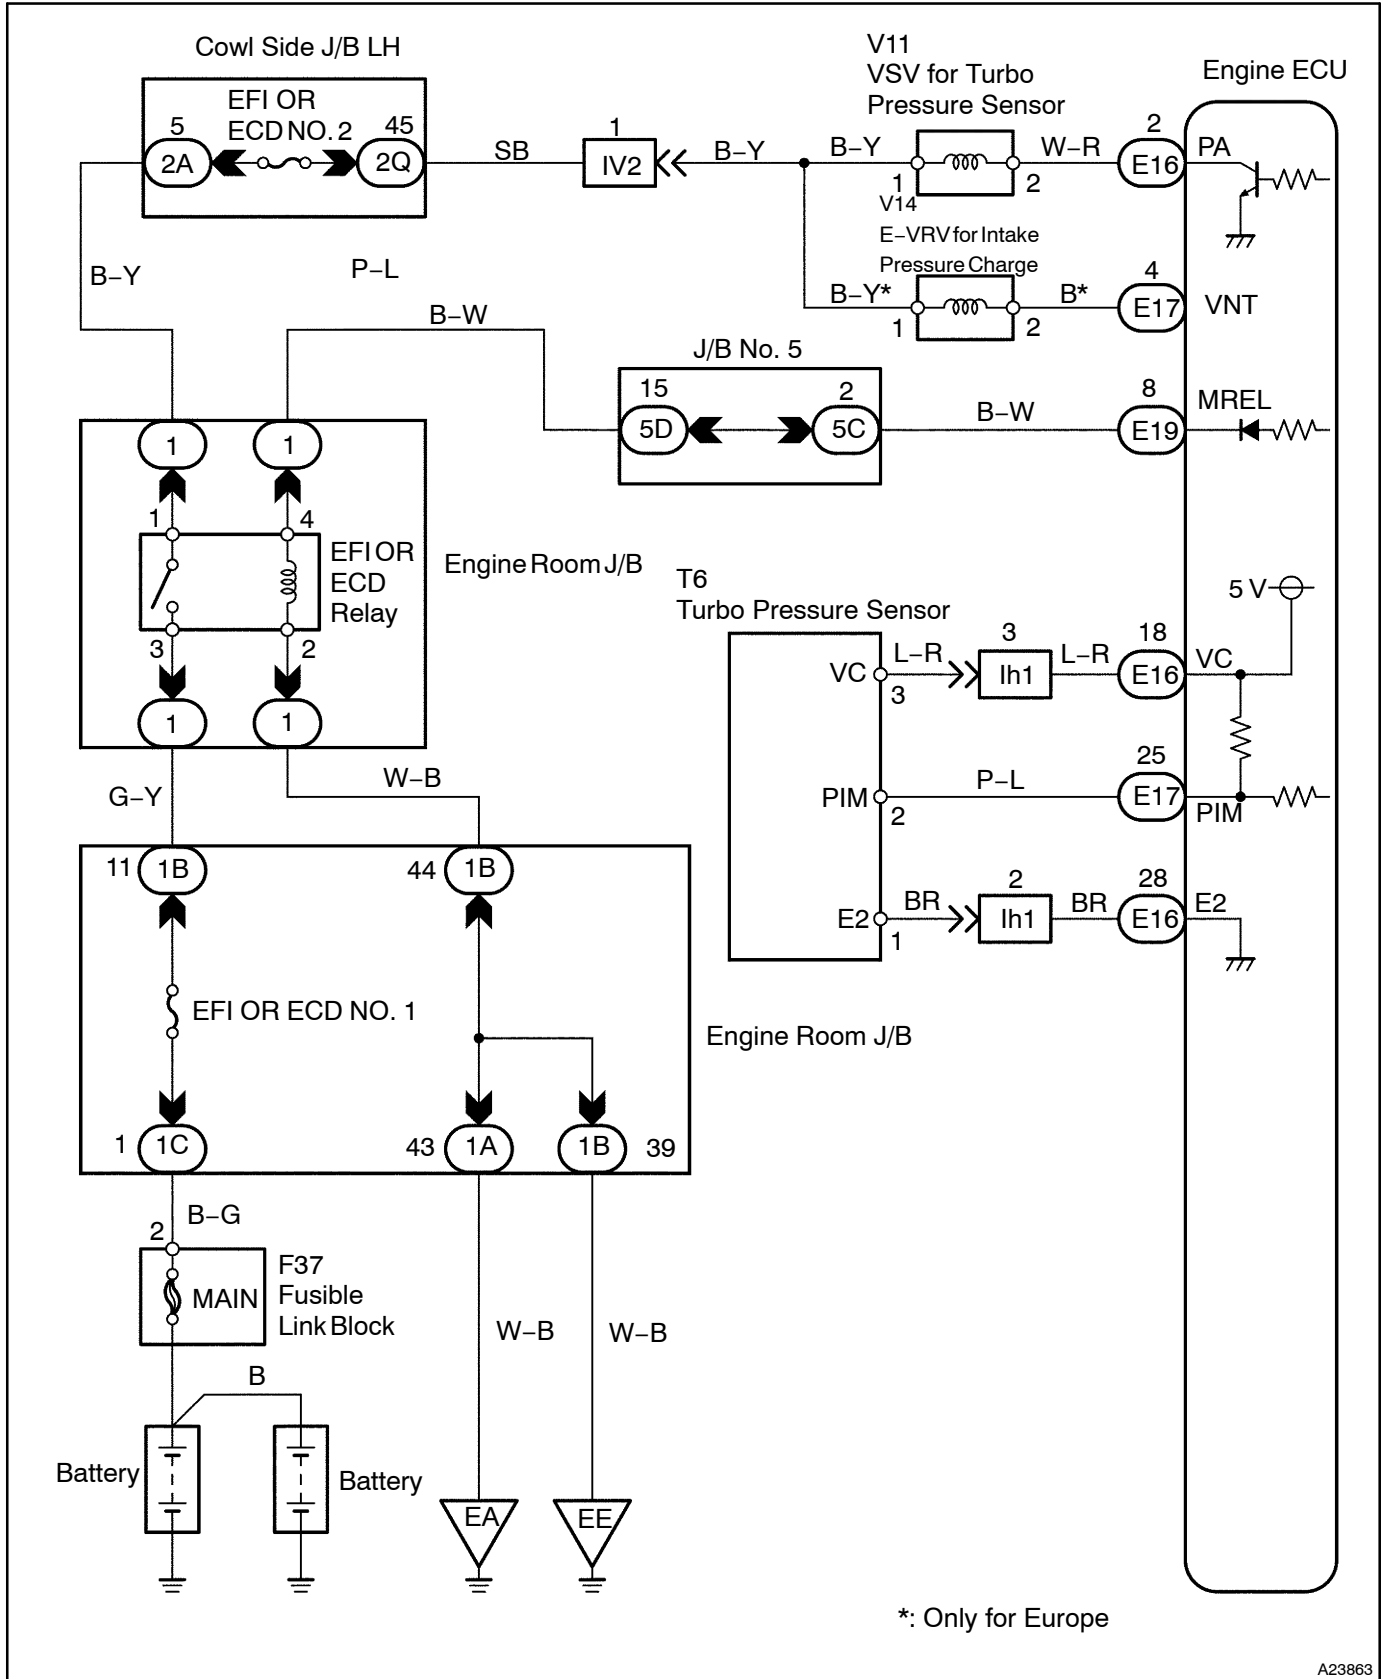 Cowl Side J/B LH
V11
VSV for Turbo
Pressure Sensor
Engine ECU
EFI OR
ECD NO. 2
5
45
2A
2Q
SB
1
IV2
B–Y
B–Y
1
2
W–R
2
E16
PA
V14
E–VRV for Intake
Pressure Charge
B–Y
P–L
B–Y*
1
2
B*
4
E17
VNT
B–W
J/B No. 5
15
5D
2
5C
B–W
8
E19
MREL
1
1
1
4
EFI OR
ECD
Relay
3
2
1
1
Engine Room J/B
T6
Turbo Pressure Sensor
5 V
VC
3
L–R
3
Ih1
L–R
18
E16
VC
PIM
2
P–L
25
E17
PIM
E2
1
BR
2
Ih1
BR
28
E16
E2
G–Y
W–B
11
1B
44
1B
EFI OR ECD NO. 1
Engine Room J/B
1
1C
43
1A
1B
39
B–G
2
MAIN
F37
Fusible
Link Block
W–B
W–B
B
Battery
Battery
EA
EE
*: Only for Europe
A23863